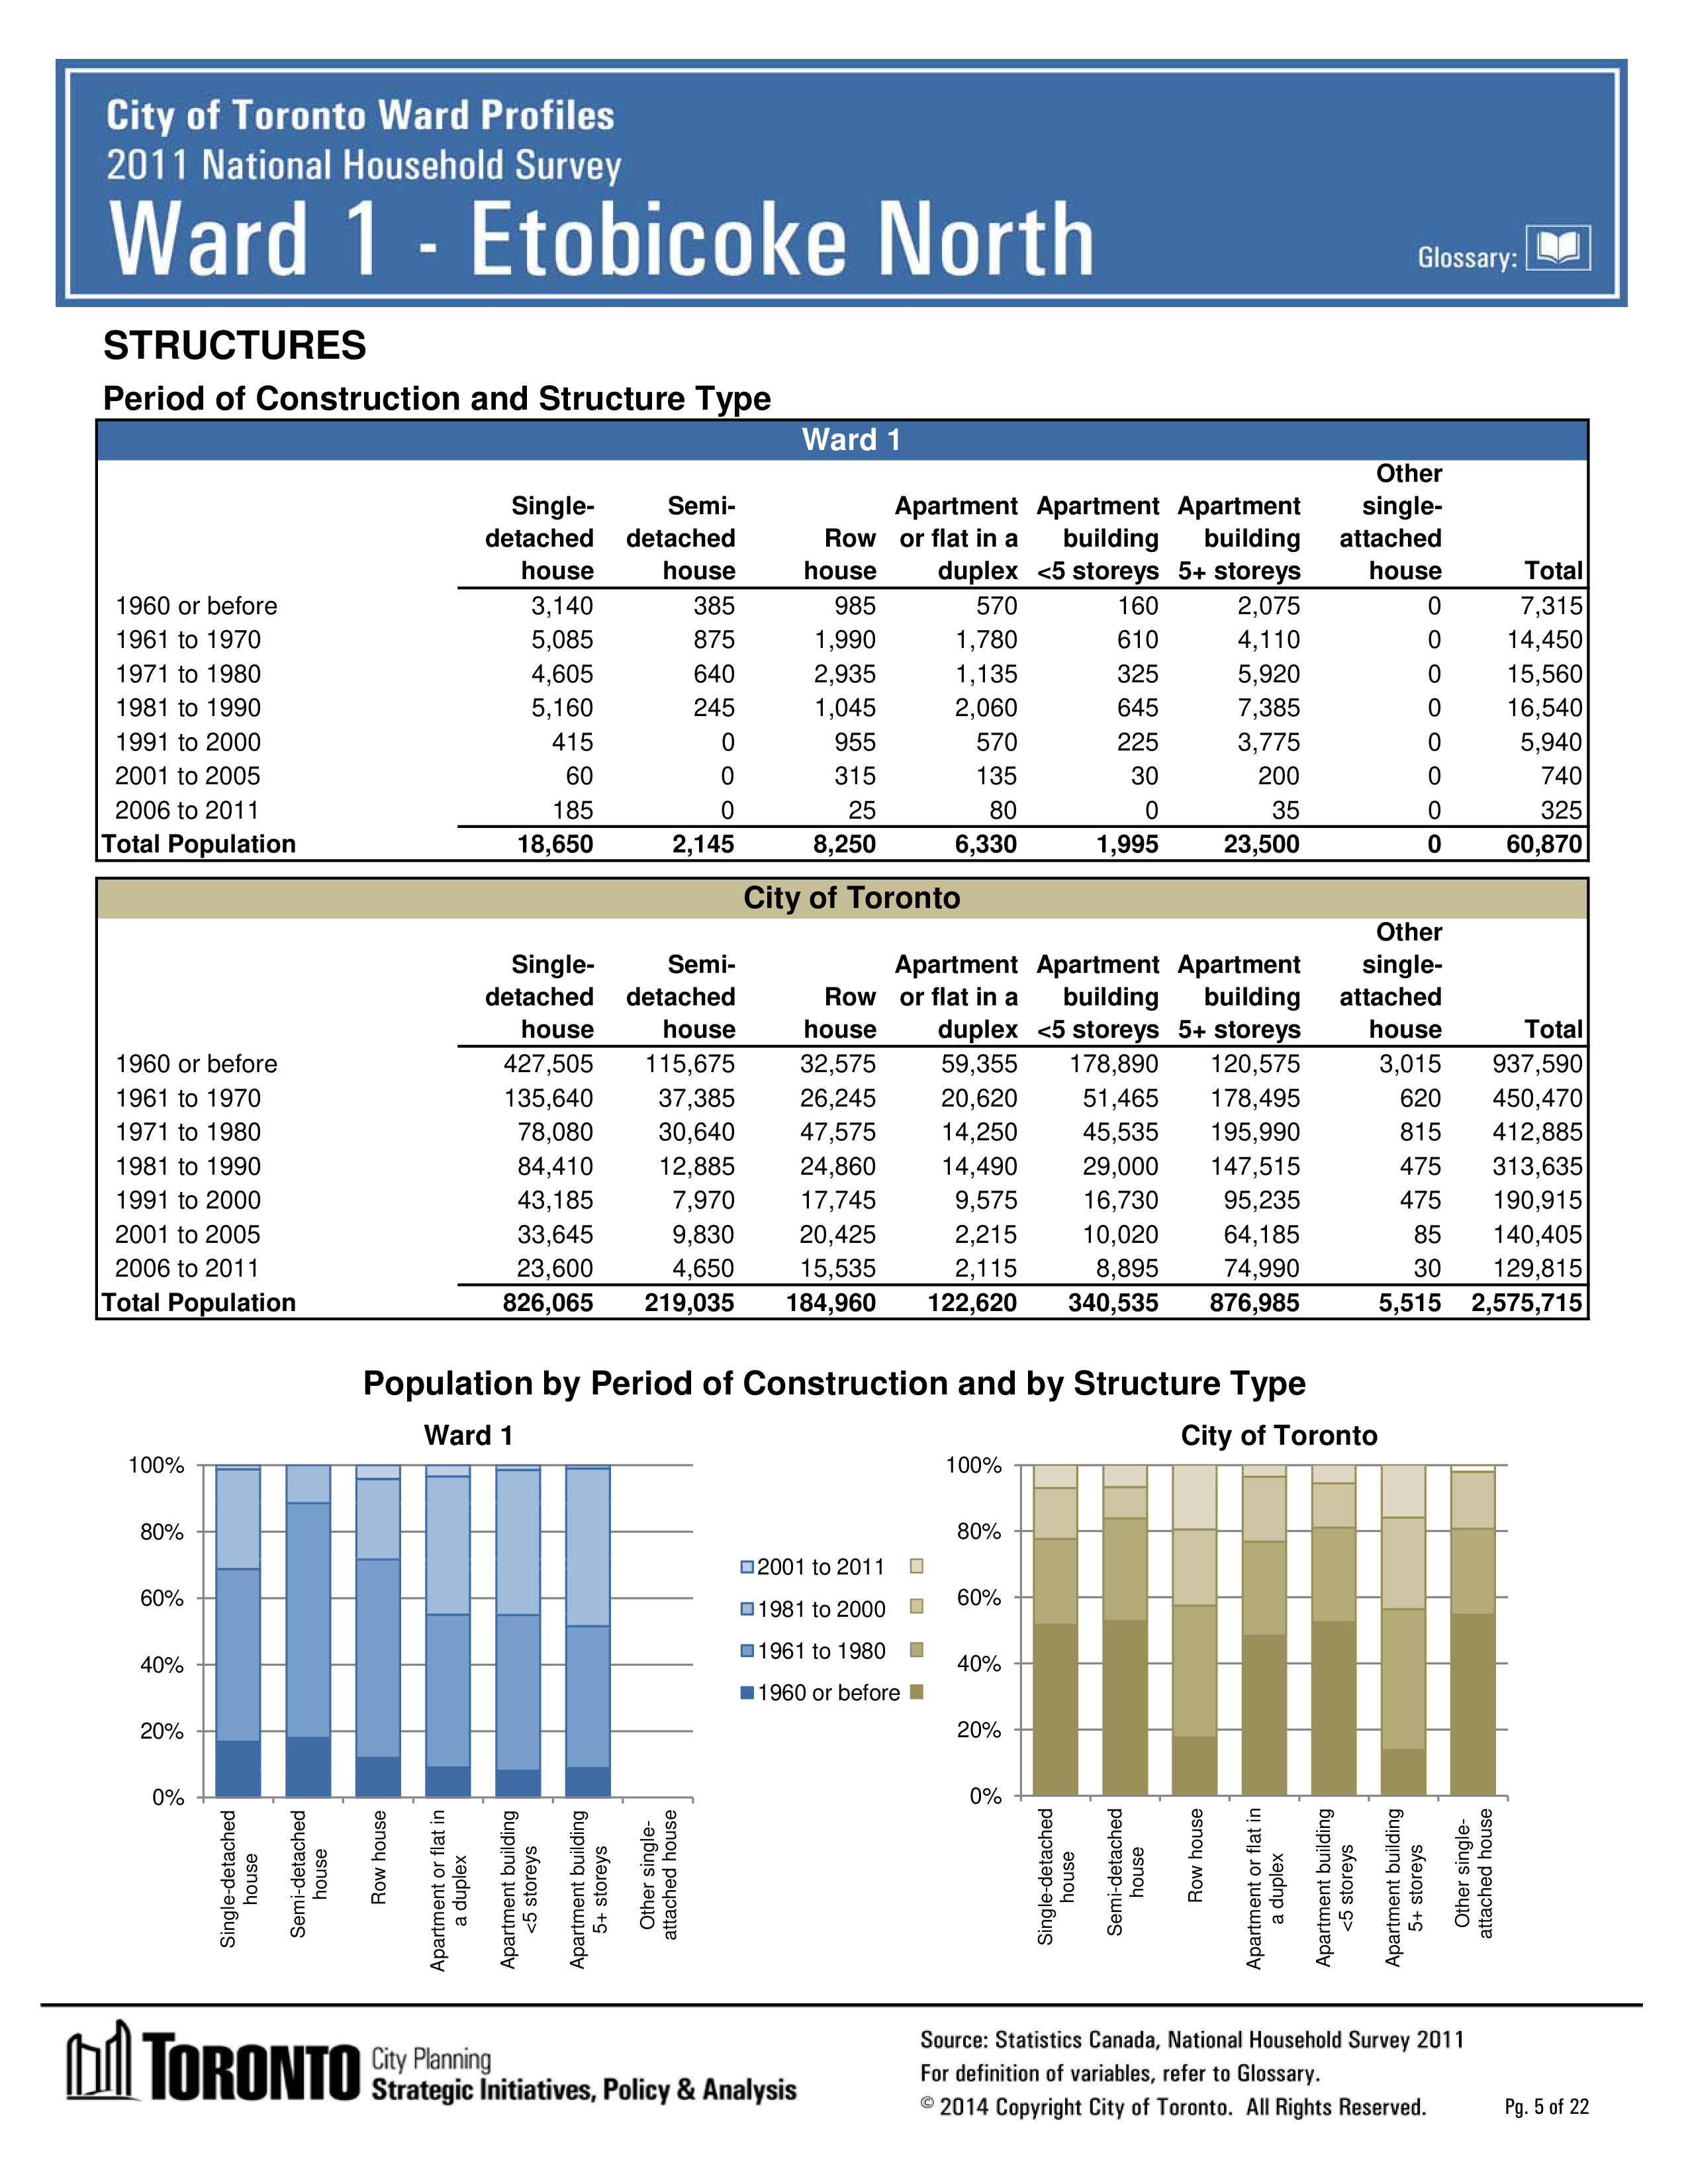 City of Toronto Ward Profiles
2011 National Household Survey
Ward 1 - Etobicoke North
Glossary:
STRUCTURES
Period of Construction and Structure Type
Ward 1
Other
Single- Semi- Apartment Apartment Apartment single-
detached detached Row or flat in a building building attached
house house house duplex <5 storeys 5+ storeys house Total
1960 or before 3,140 385 985 570 160 2,075 0 7,315
1961 to 1970 5,085 875 1,990 1,780 610 4,110 0 14,450
1971 to 1980 4,605 640 2,935 1,135 325 5,920 0 15,560
1981 to 1990 5,160 245 1,045 2,060 645 7,385 0 16,540
1991 to 2000 415 0 955 570 225 3,775 0 5,940
2001 to 2005 60 0 315 135 30 200 0 740
2006 to 2011 185 0 25 80 0 35 0 325
Total Population 18,650 2,145 8,250 6,330 1,995 23,500 0 60,870
City of Toronto
Other
Single- Semi- Apartment Apartment Apartment single-
detached detached Row or flat in a building building attached
house house house duplex <5 storeys 5+ storeys house Total
1960 or before 427,505 115,675 32,575 59,355 178,890 120,575 3,015 937,590
1961 to 1970 135,640 37,385 26,245 20,620 51,465 178,495 620 450,470
1971 to 1980 78,080 30,640 47,575 14,250 45,535 195,990 815 412,885
1981 to 1990 84,410 12,885 24,860 14,490 29,000 147,515 475 313,635
1991 to 2000 43,185 7,970 17,745 9,575 16,730 95,235 475 190,915
2001 to 2005 33,645 9,830 20,425 2,215 10,020 64,185 85 140,405
2006 to 2011 23,600 4,650 15,535 2,115 8,895 74,990 30 129,815
Total Population 826,065 219,035 184,960 122,620 340,535 876,985 5,515 2,575,715
Population by Period of Construction and by Structure Type
Ward 1
100%
80%
60%
40%
20%
0%
Single-detached
house
Semi-detached
house
Row house
Apartment or flat in
a duplex
Apartment building
<5 storeys
Apartment building
5+ storeys
Other single-
attached house
2001 to 2011
1981 to 2000
1961 to 1980
1960 or before
City of Toronto
100%
80%
60%
40%
20%
0%
Single-detached
house
Semi-detached
house
Row house
Apartment or flat in
a duplex
Apartment building
<5 storeys
Apartment building
5+ storeys
Other single-
attached house
TORONTO
City Planning
Strategic Initiatives, Policy & Analysis
Source: Statistics Canada, National Household Survey 2011
For definition of variables, refer to Glossary.
© 2014 Copyright City of Toronto. All Rights Reserved.
Pg. 5 of 22